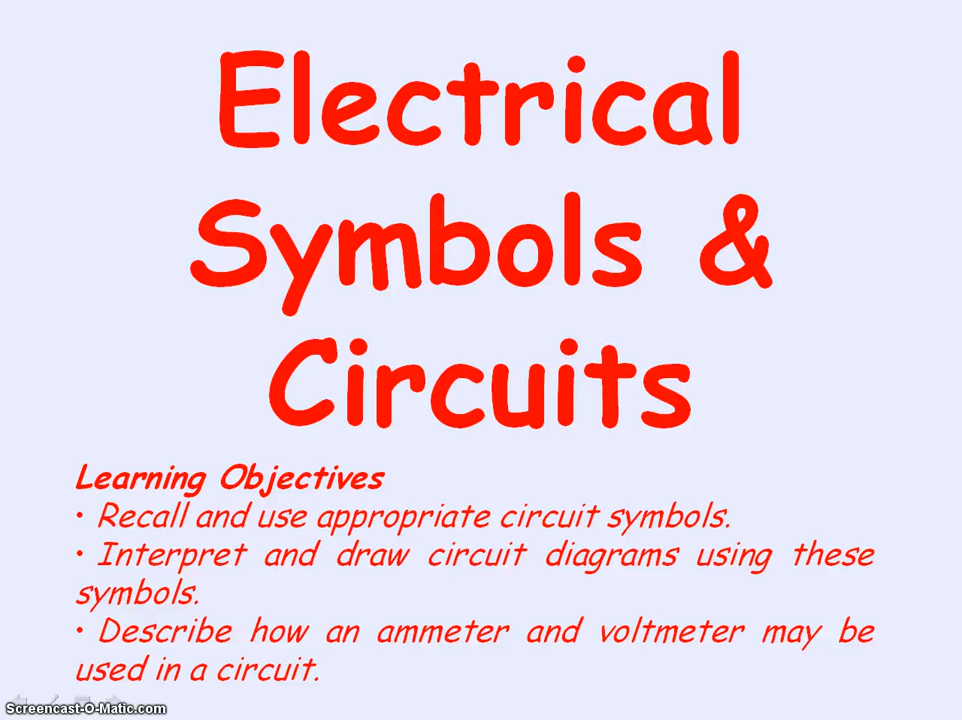 Electrical
Symbols &
Circuits
Learning Objectives
• Recall and use appropriate circuit symbols.
• Interpret and draw circuit diagrams using these
symbols.
• Describe how an ammeter and voltmeter may be
used in a circuit.
Screencast-O-Matic.com